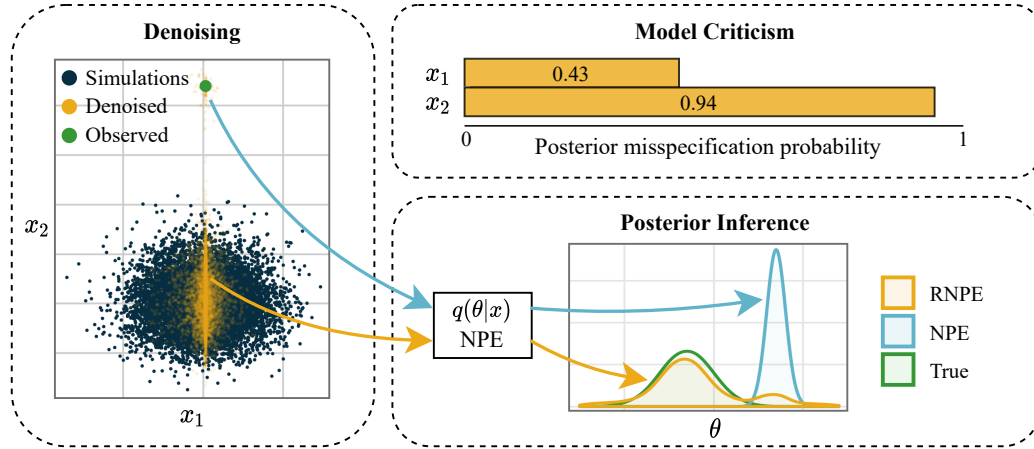 Denoising
Simulations
Denoised
Observed
x₂
x₁
Model Criticism
x₁
0.43
x₂
0.94
0
1
Posterior misspecification probability
Posterior Inference
q(θ|x)
NPE
θ
RNPE
NPE
True